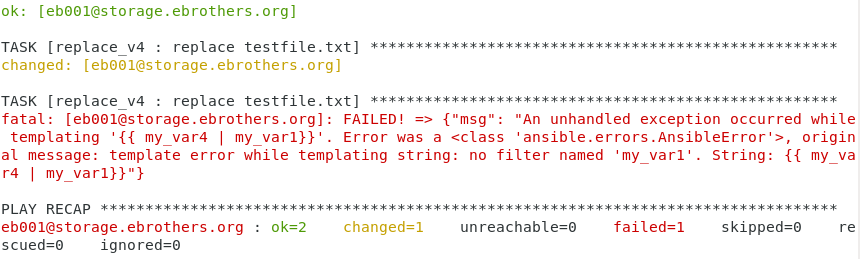 ok: [eb001@storage.ebrothers.org]
TASK [replace_v4 : replace testfile.txt] ****************************************************
changed: [eb001@storage.ebrothers.org]
TASK [replace_v4 : replace testfile.txt] ****************************************************
fatal: [eb001@storage.ebrothers.org]: FAILED! => {"msg": "An unhandled exception occurred while
 templating '{{ my_var4 | my_var1}}'. Error was a <class 'ansible.errors.AnsibleError'>, origin
al message: template error while templating string: no filter named 'my_var1'. String: {{ my_va
r4 | my_var1}}"}
PLAY RECAP **********************************************************************************
eb001@storage.ebrothers.org : ok=2    changed=1    unreachable=0    failed=1    skipped=0    re
scued=0    ignored=0